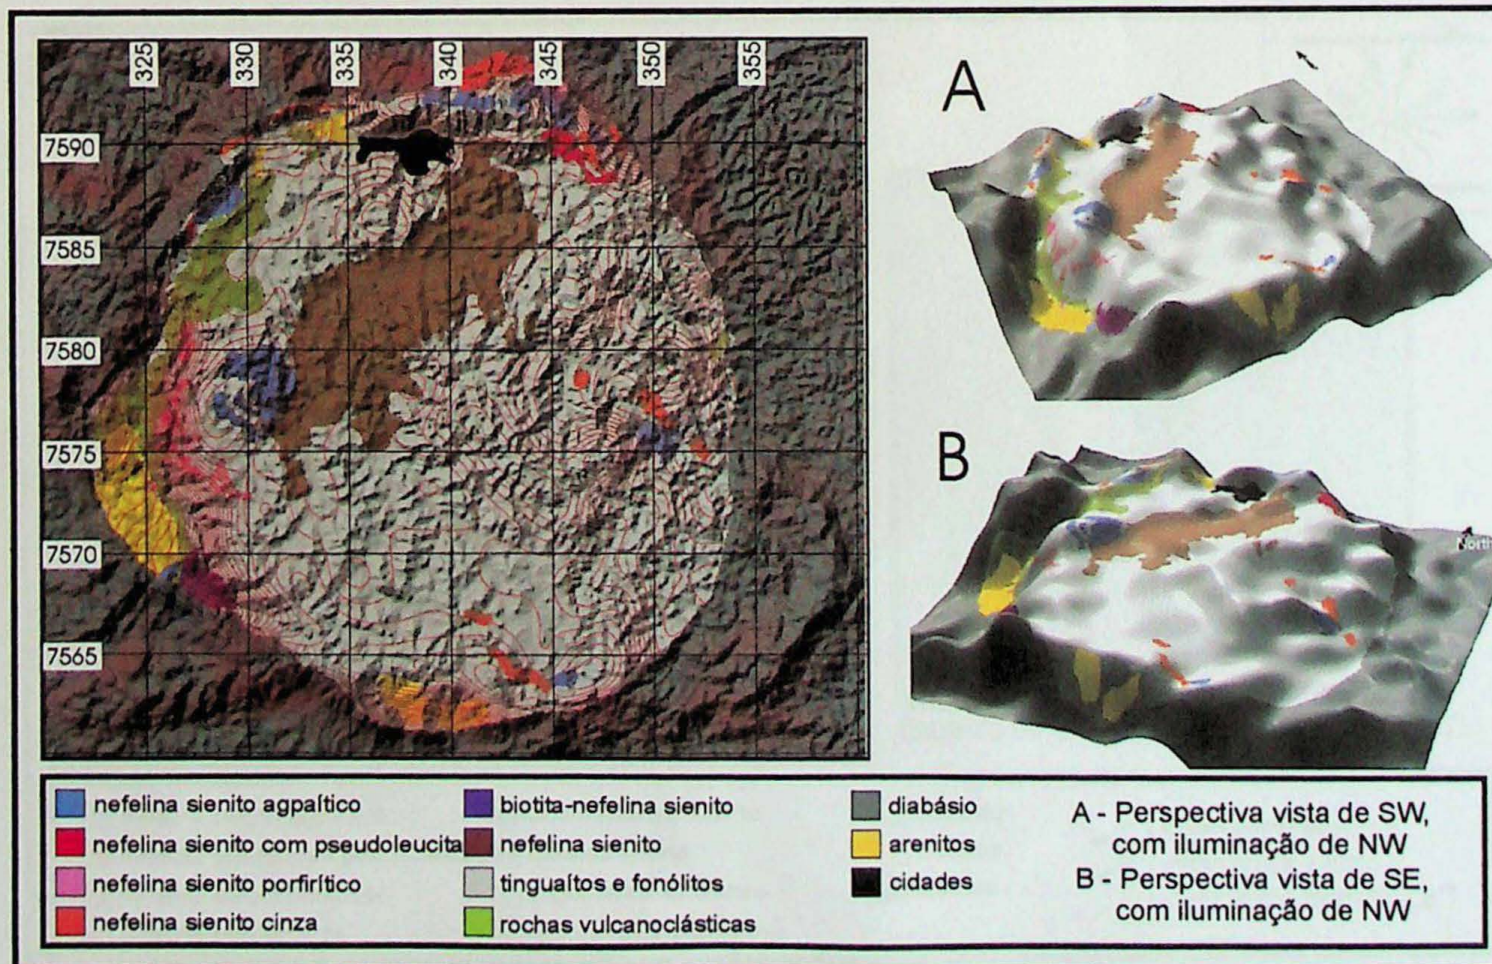 325 330 335 340 345 350 355
7590
7585
7580
7575
7570
7565
A
B
North
nefelina sienito agpaítico
nefelina sienito com pseudoleucita
nefelina sienito porfirítico
nefelina sienito cinza
biotita-nefelina sienito
nefelina sienito
tinguaítos e fonólitos
rochas vulcanoclásticas
diabásio
arenitos
cidades
A - Perspectiva vista de SW,
com iluminação de NW
B - Perspectiva vista de SE,
com iluminação de NW